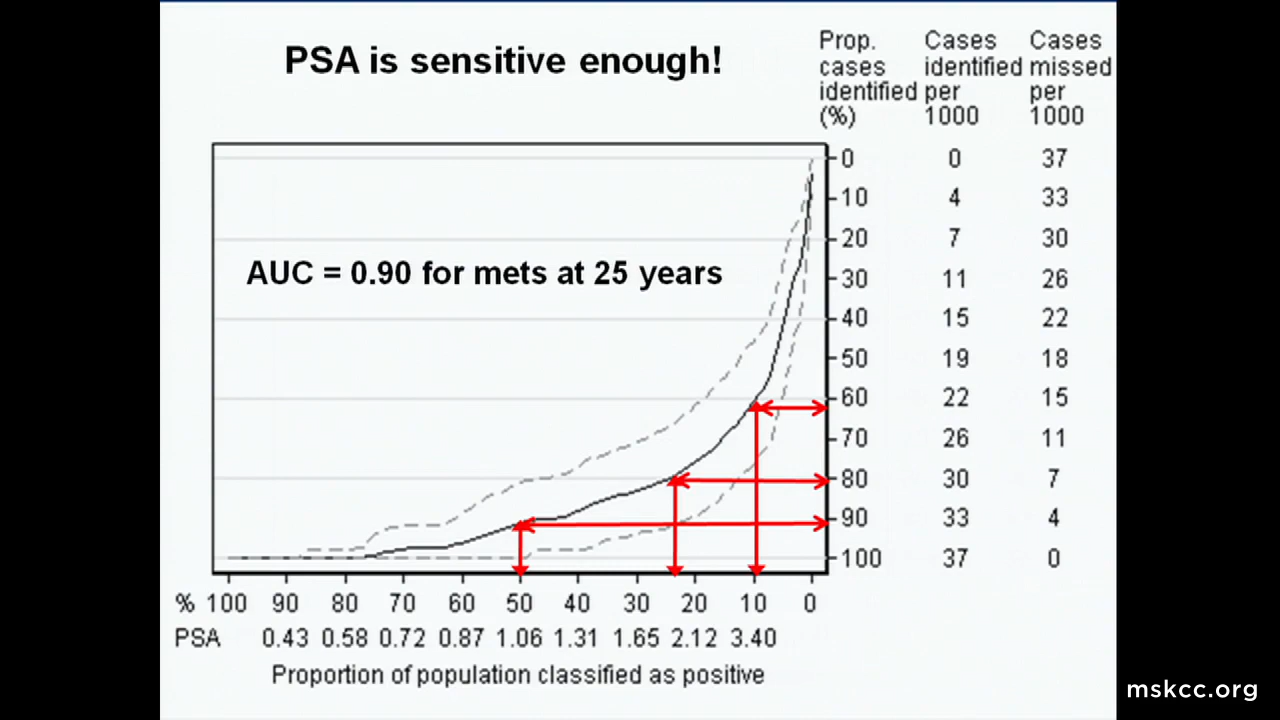 PSA is sensitive enough!
Prop. cases identified (%)
Cases identified per 1000
Cases missed per 1000
AUC = 0.90 for mets at 25 years
0 0 37
10 4 33
20 7 30
30 11 26
40 15 22
50 19 18
60 22 15
70 26 11
80 30 7
90 33 4
100 37 0
% 100 90 80 70 60 50 40 30 20 10 0
PSA 0.43 0.58 0.72 0.87 1.06 1.31 1.65 2.12 3.40
Proportion of population classified as positive
mskcc.org